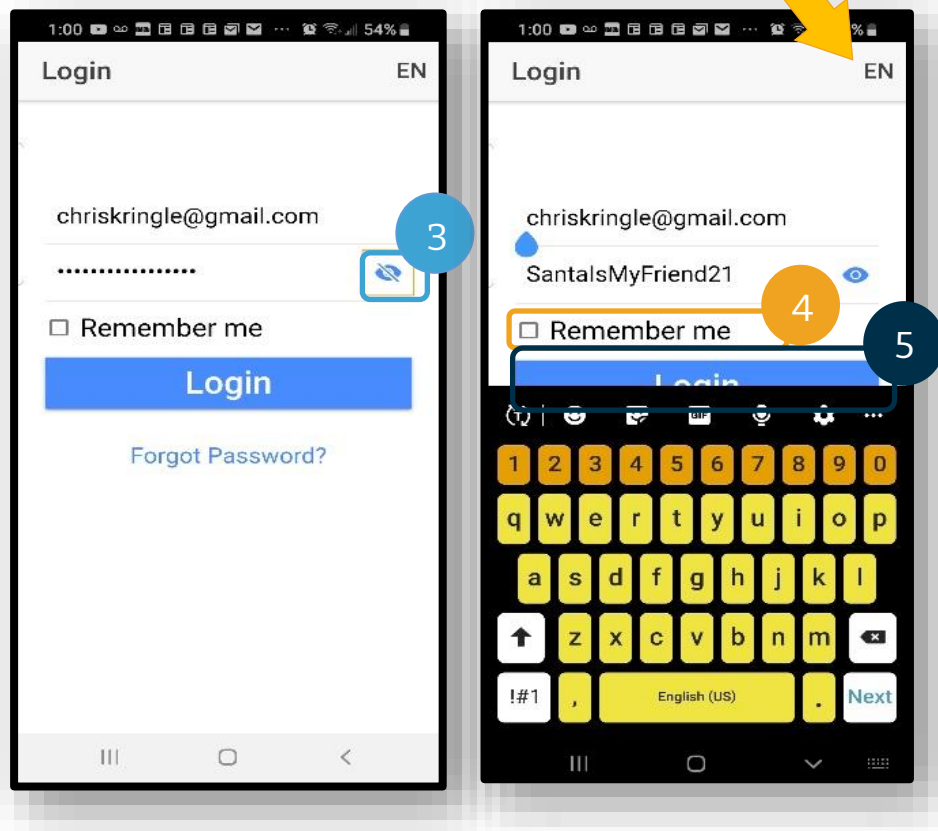 1:00 54%
Login EN
chriskringle@gmail.com
3
•••••••••••••••••
Remember me
Login
Forgot Password?
1:00 %
Login EN
chriskringle@gmail.com
SantaIsMyFriend21
4
Remember me
5
Login
GIF
1 2 3 4 5 6 7 8 9 0
q w e r t y u i o p
a s d f g h j k l
z x c v b n m
!#1 , English (US) . Next